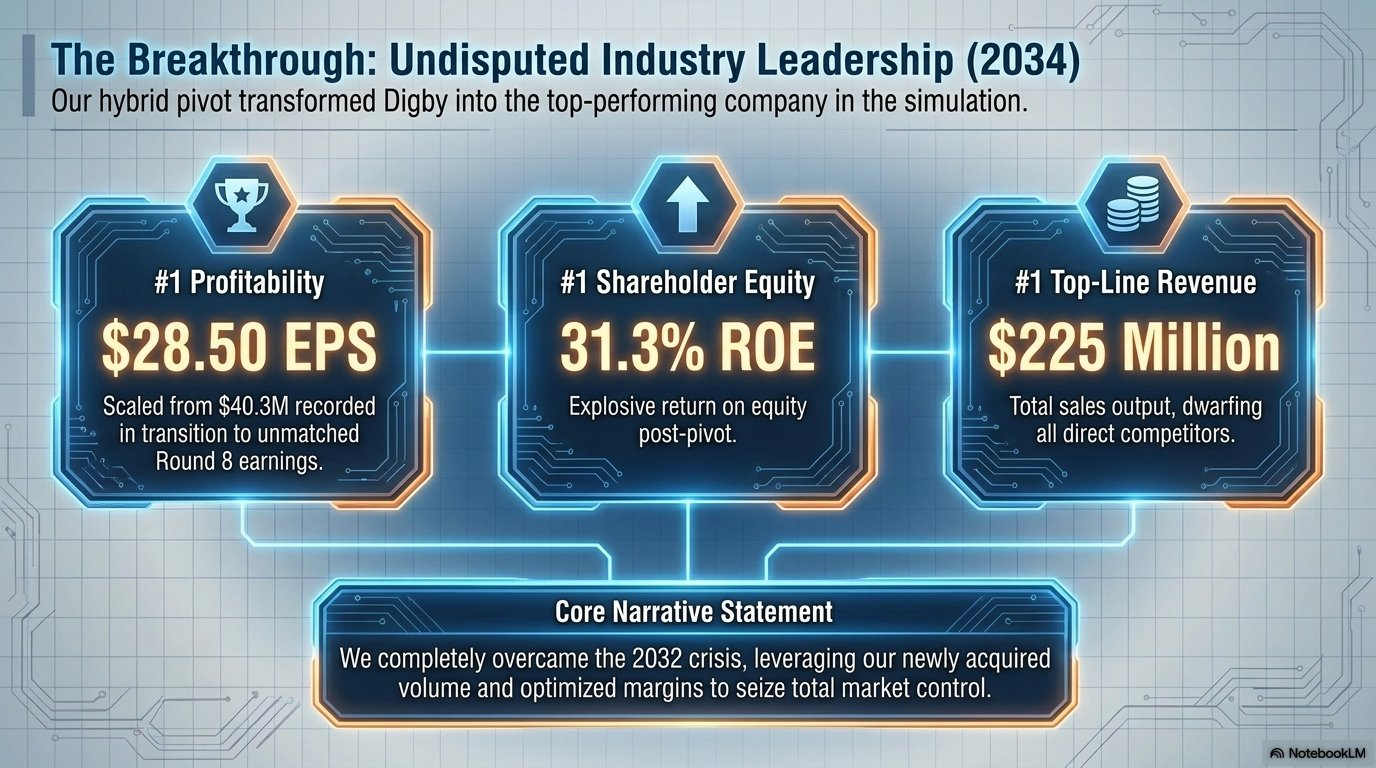 The Breakthrough: Undisputed Industry Leadership (2034)
Our hybrid pivot transformed Digby into the top-performing company in the simulation.
#1 Profitability
$28.50 EPS
Scaled from $40.3M recorded
in transition to unmatched
Round 8 earnings.
#1 Shareholder Equity
31.3% ROE
Explosive return on equity
post-pivot.
#1 Top-Line Revenue
$225 Million
Total sales output, dwarfing
all direct competitors.
Core Narrative Statement
We completely overcame the 2032 crisis, leveraging our newly acquired
volume and optimized margins to seize total market control.
NotebookLM